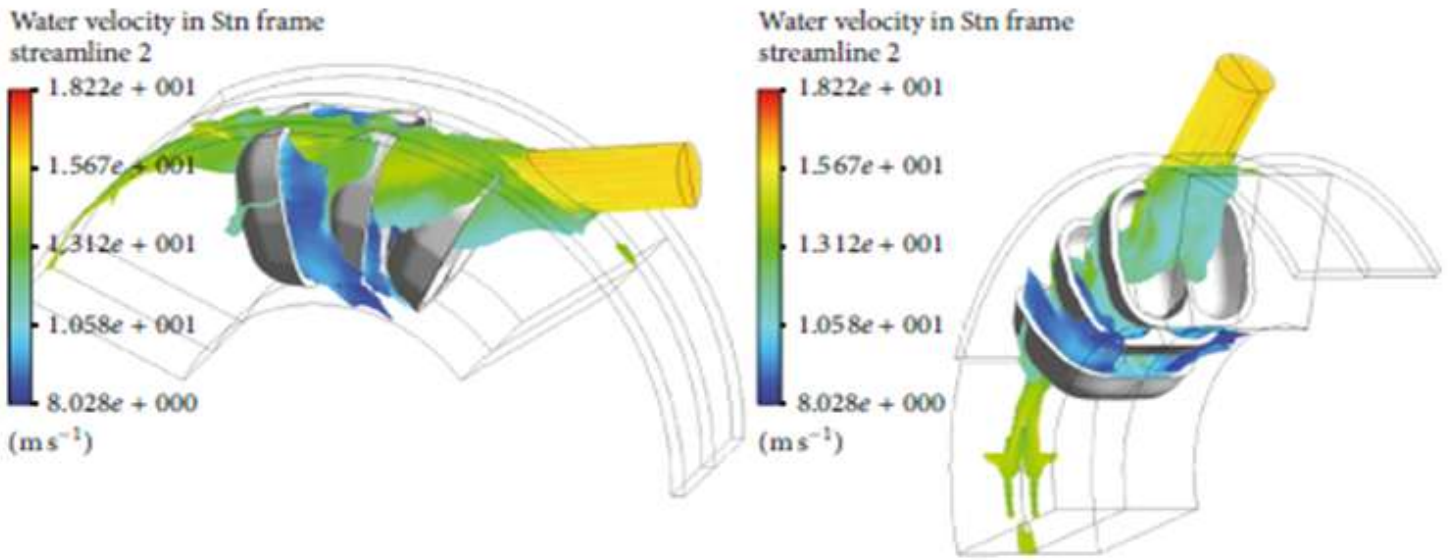 Water velocity in Stn frame
streamline 2
1.822e + 001
1.567e + 001
1.312e + 001
1.058e + 001
8.028e + 000
(m s⁻¹)
Water velocity in Stn frame
streamline 2
1.822e + 001
1.567e + 001
1.312e + 001
1.058e + 001
8.028e + 000
(m s⁻¹)